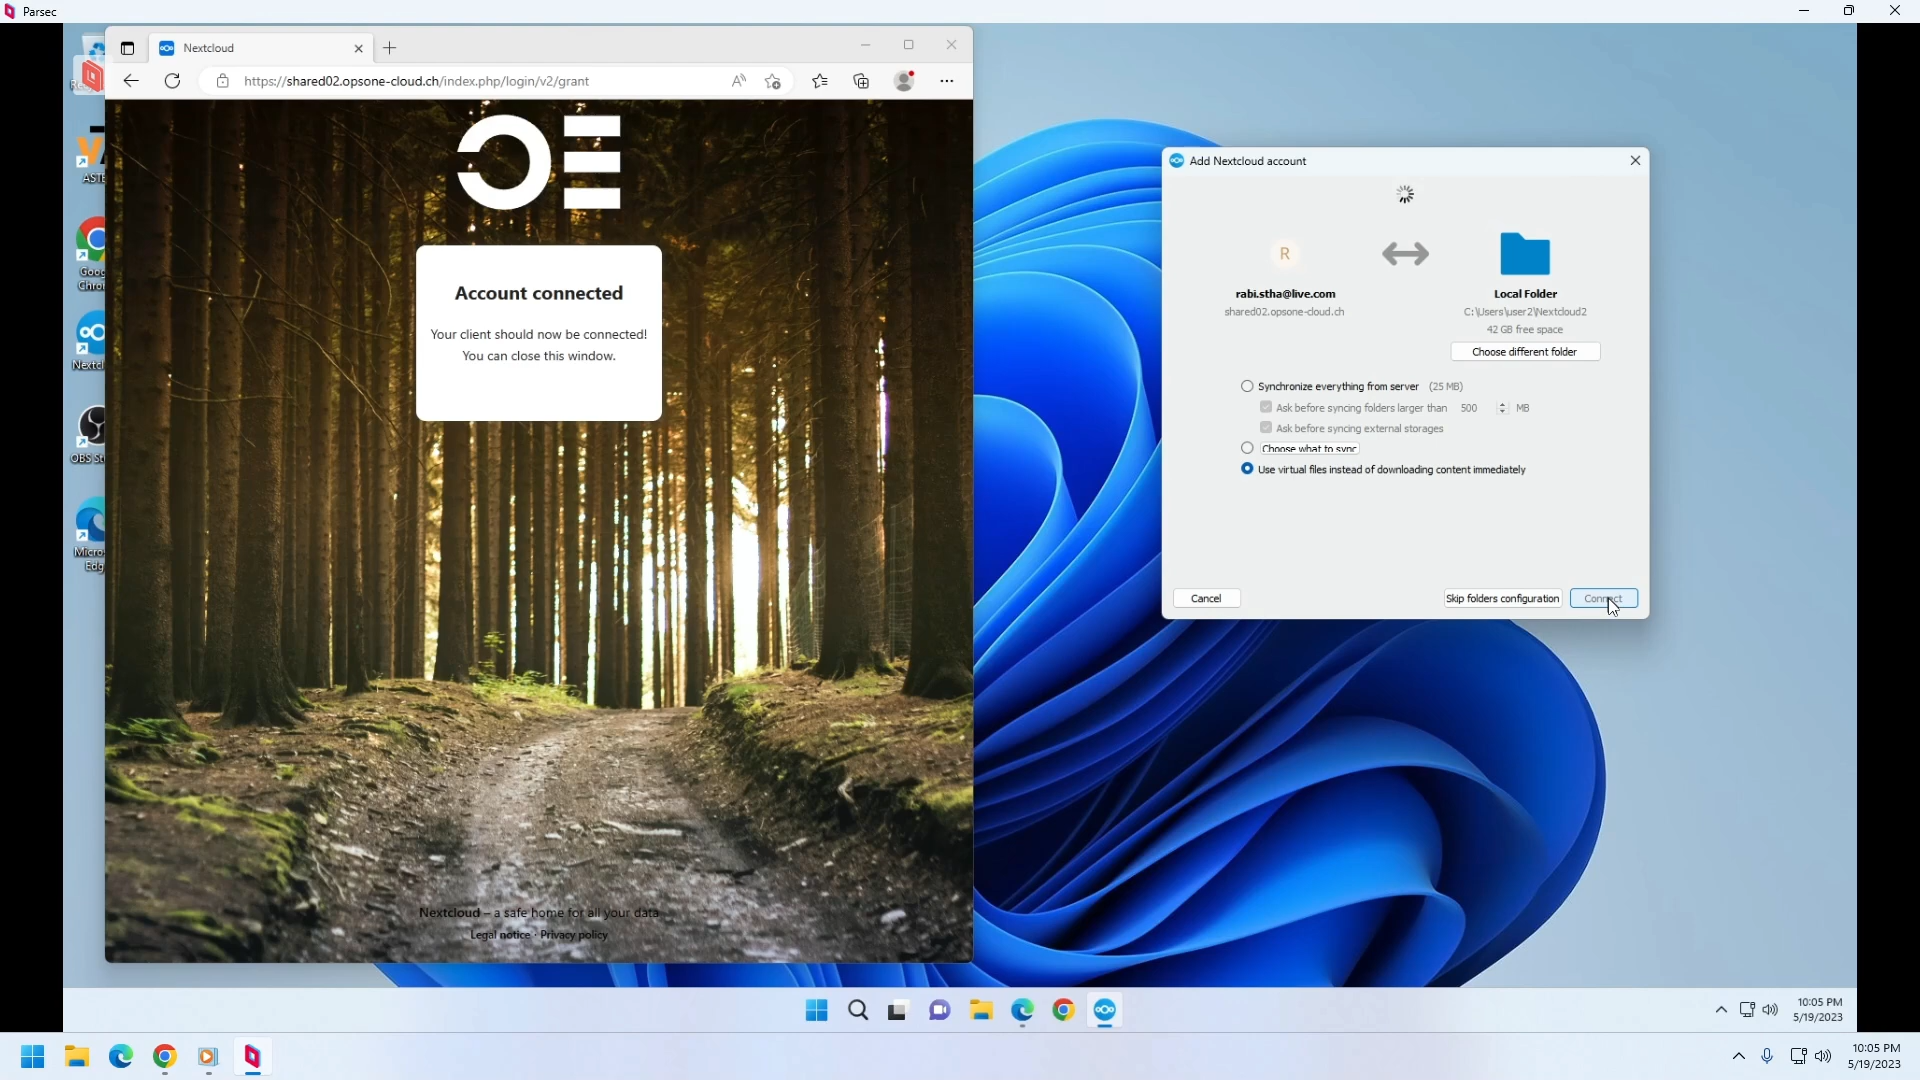 Parsec
Nextcloud
https://shared02.opsone-cloud.ch/index.php/login/v2/grant
Account connected
Your client should now be connected!
You can close this window.
Nextcloud – a safe home for all your data
Legal notice · Privacy policy
Add Nextcloud account
R
rabi.stha@live.com
shared02.opsone-cloud.ch
Local Folder
C:\Users\user2\Nextcloud2
42 GB free space
Choose different folder
Synchronize everything from server (25 MB)
Ask before syncing folders larger than 500 MB
Ask before syncing external storages
Choose what to sync
Use virtual files instead of downloading content immediately
Cancel
Skip folders configuration
Connect
10:05 PM
5/19/2023
10:05 PM
5/19/2023